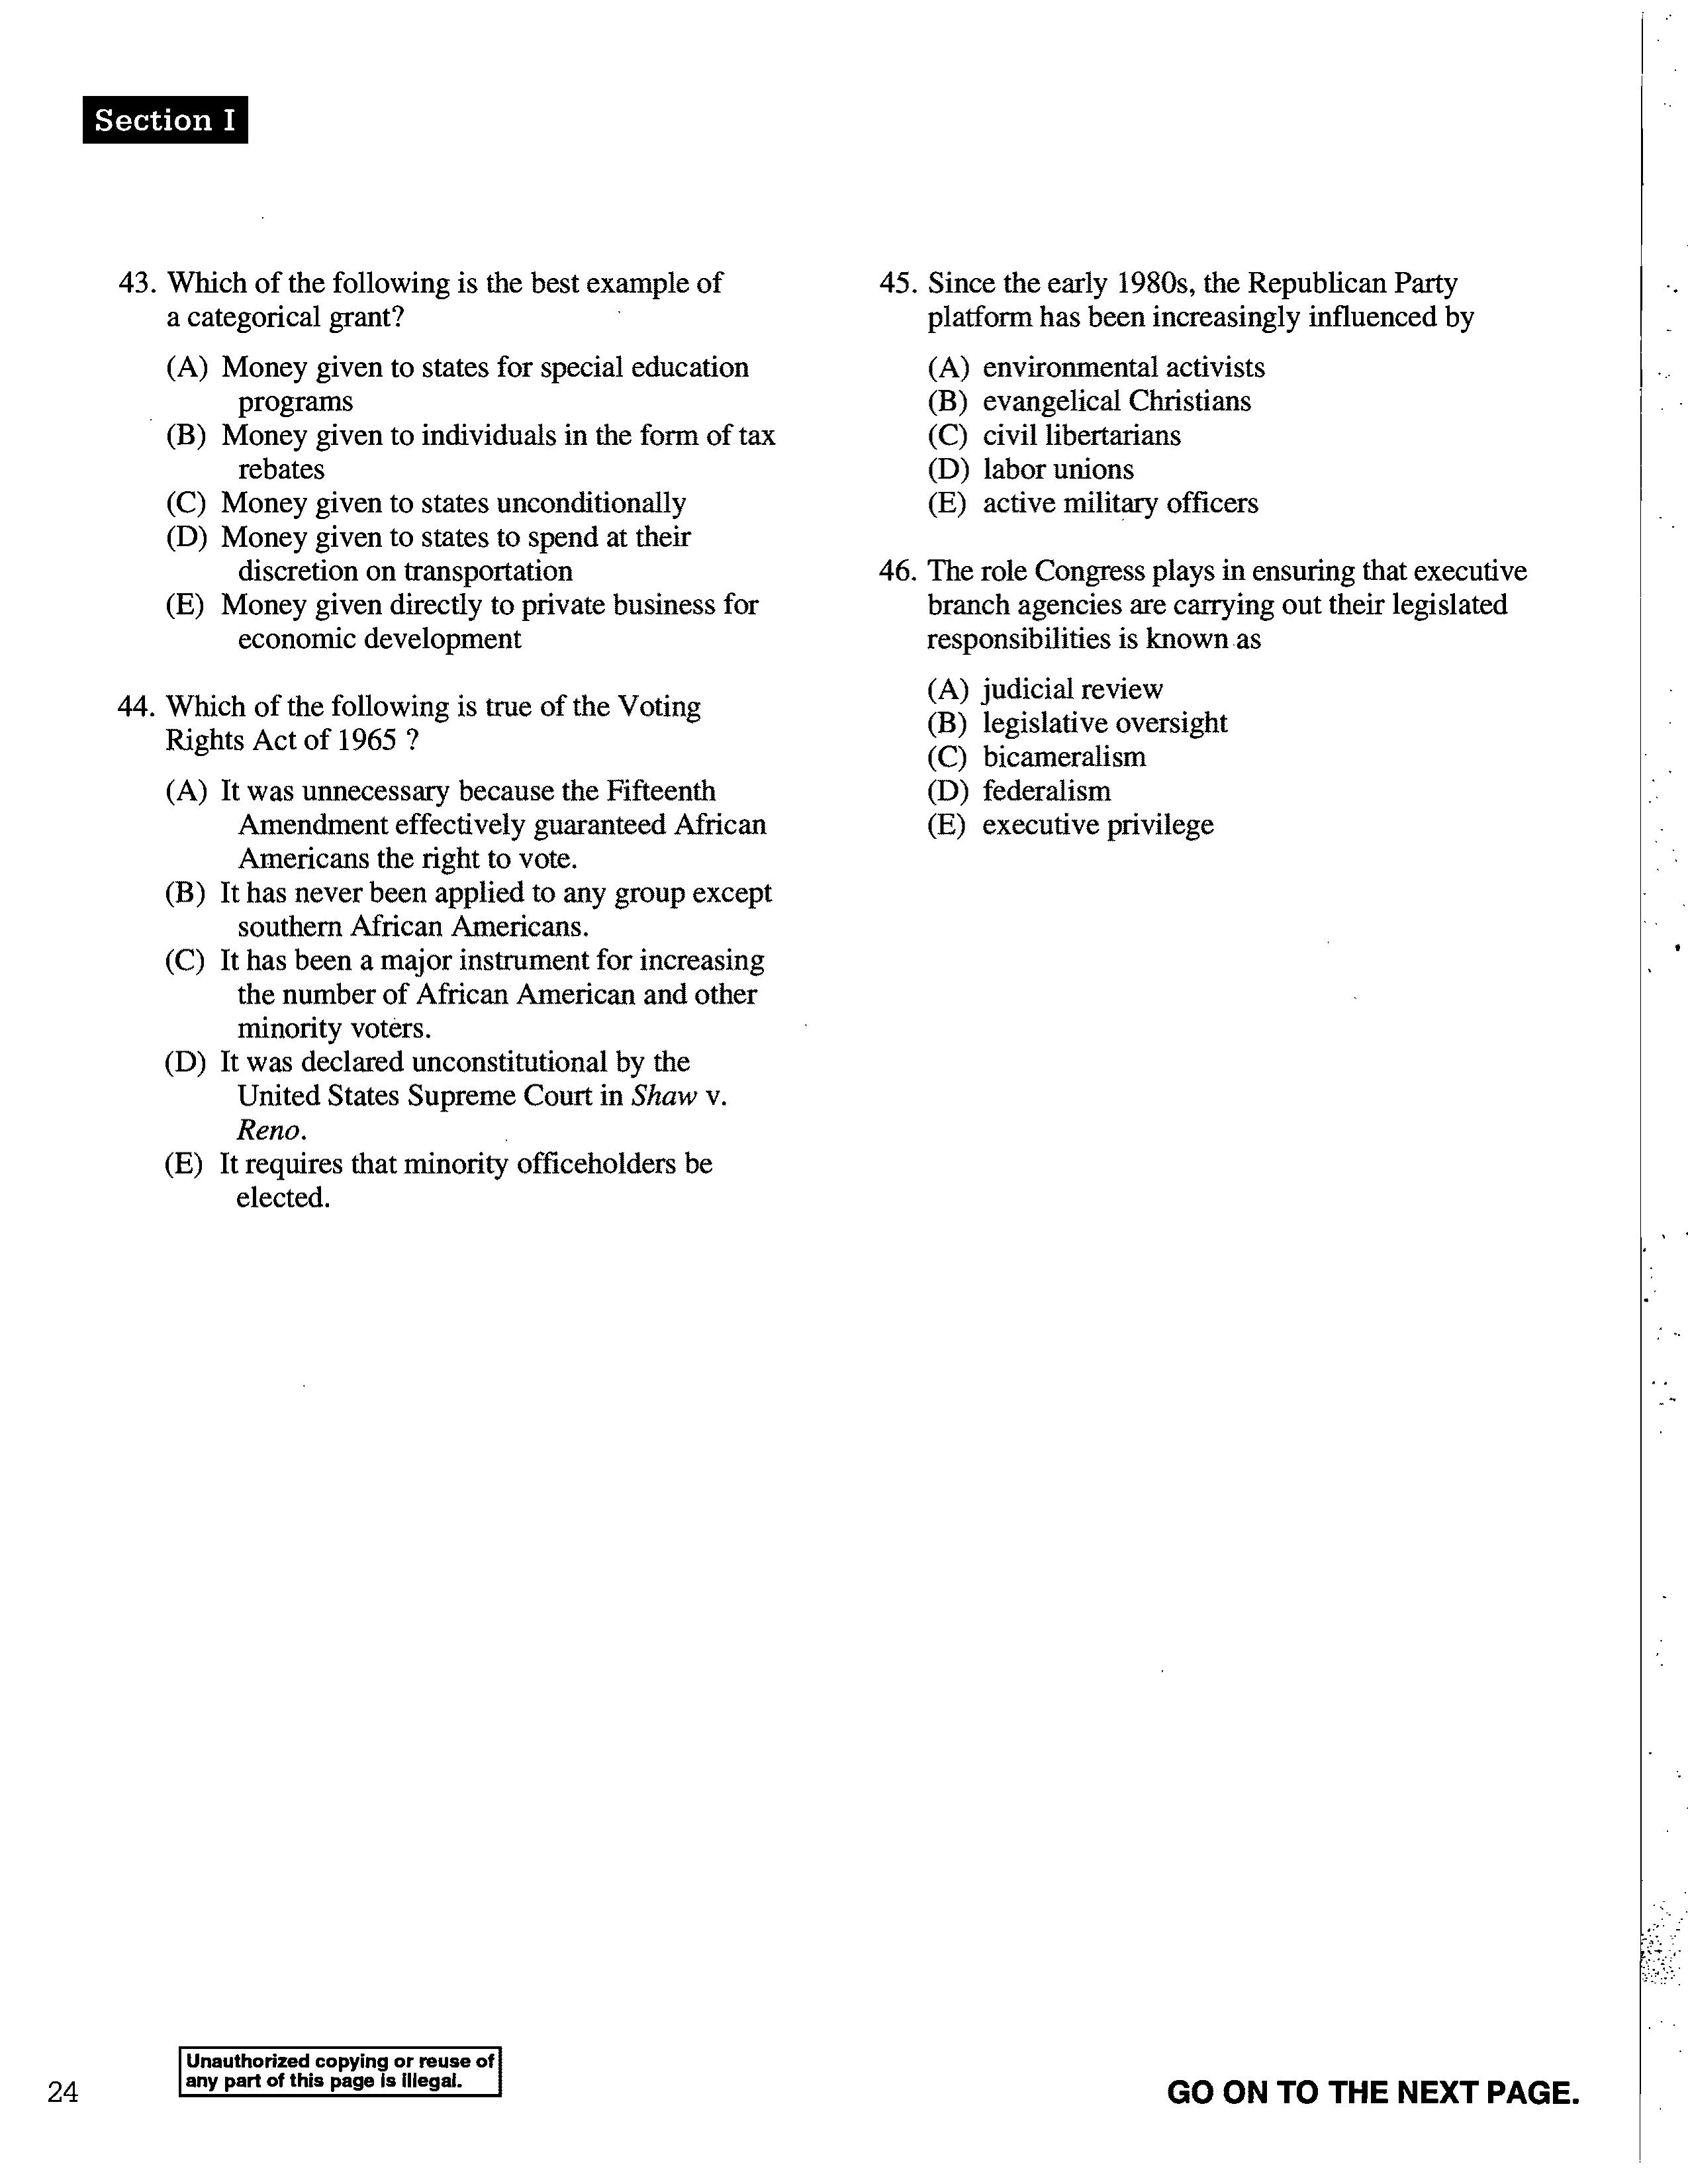 Section I
43. Which of the following is the best example of
a categorical grant?
(A) Money given to states for special education
programs
(B) Money given to individuals in the form of tax
rebates
(C) Money given to states unconditionally
(D) Money given to states to spend at their
discretion on transportation
(E) Money given directly to private business for
economic development
44. Which of the following is true of the Voting
Rights Act of 1965 ?
(A) It was unnecessary because the Fifteenth
Amendment effectively guaranteed African
Americans the right to vote.
(B) It has never been applied to any group except
southern African Americans.
(C) It has been a major instrument for increasing
the number of African American and other
minority voters.
(D) It was declared unconstitutional by the
United States Supreme Court in Shaw v.
Reno.
(E) It requires that minority officeholders be
elected.
45. Since the early 1980s, the Republican Party
platform has been increasingly influenced by
(A) environmental activists
(B) evangelical Christians
(C) civil libertarians
(D) labor unions
(E) active military officers
46. The role Congress plays in ensuring that executive
branch agencies are carrying out their legislated
responsibilities is known as
(A) judicial review
(B) legislative oversight
(C) bicameralism
(D) federalism
(E) executive privilege
Unauthorized copying or reuse of
any part of this page is illegal.
24
GO ON TO THE NEXT PAGE.